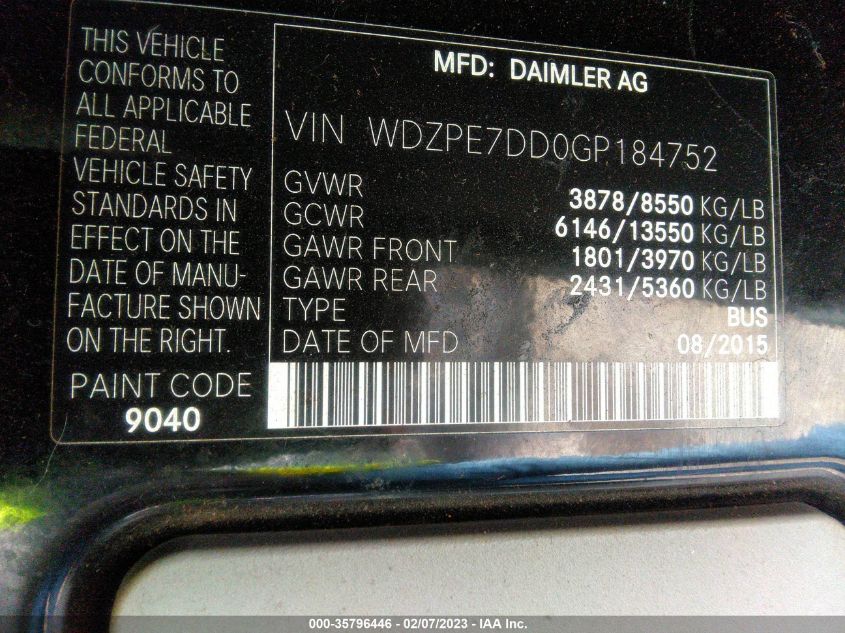 THIS VEHICLE
CONFORMS TO
ALL APPLICABLE
FEDERAL
VEHICLE SAFETY
STANDARDS IN
EFFECT ON THE
DATE OF MANU-
FACTURE SHOWN
ON THE RIGHT.
PAINT CODE
9040
MFD: DAIMLER AG
VIN WDZPE7DD0GP184752
GVWR 3878/8550 KG/LB
GCWR 6146/13550 KG/LB
GAWR FRONT 1801/3970 KG/LB
GAWR REAR 2431/5360 KG/LB
TYPE BUS
DATE OF MFD 08/2015
000-35796446 - 02/07/2023 - IAA Inc.